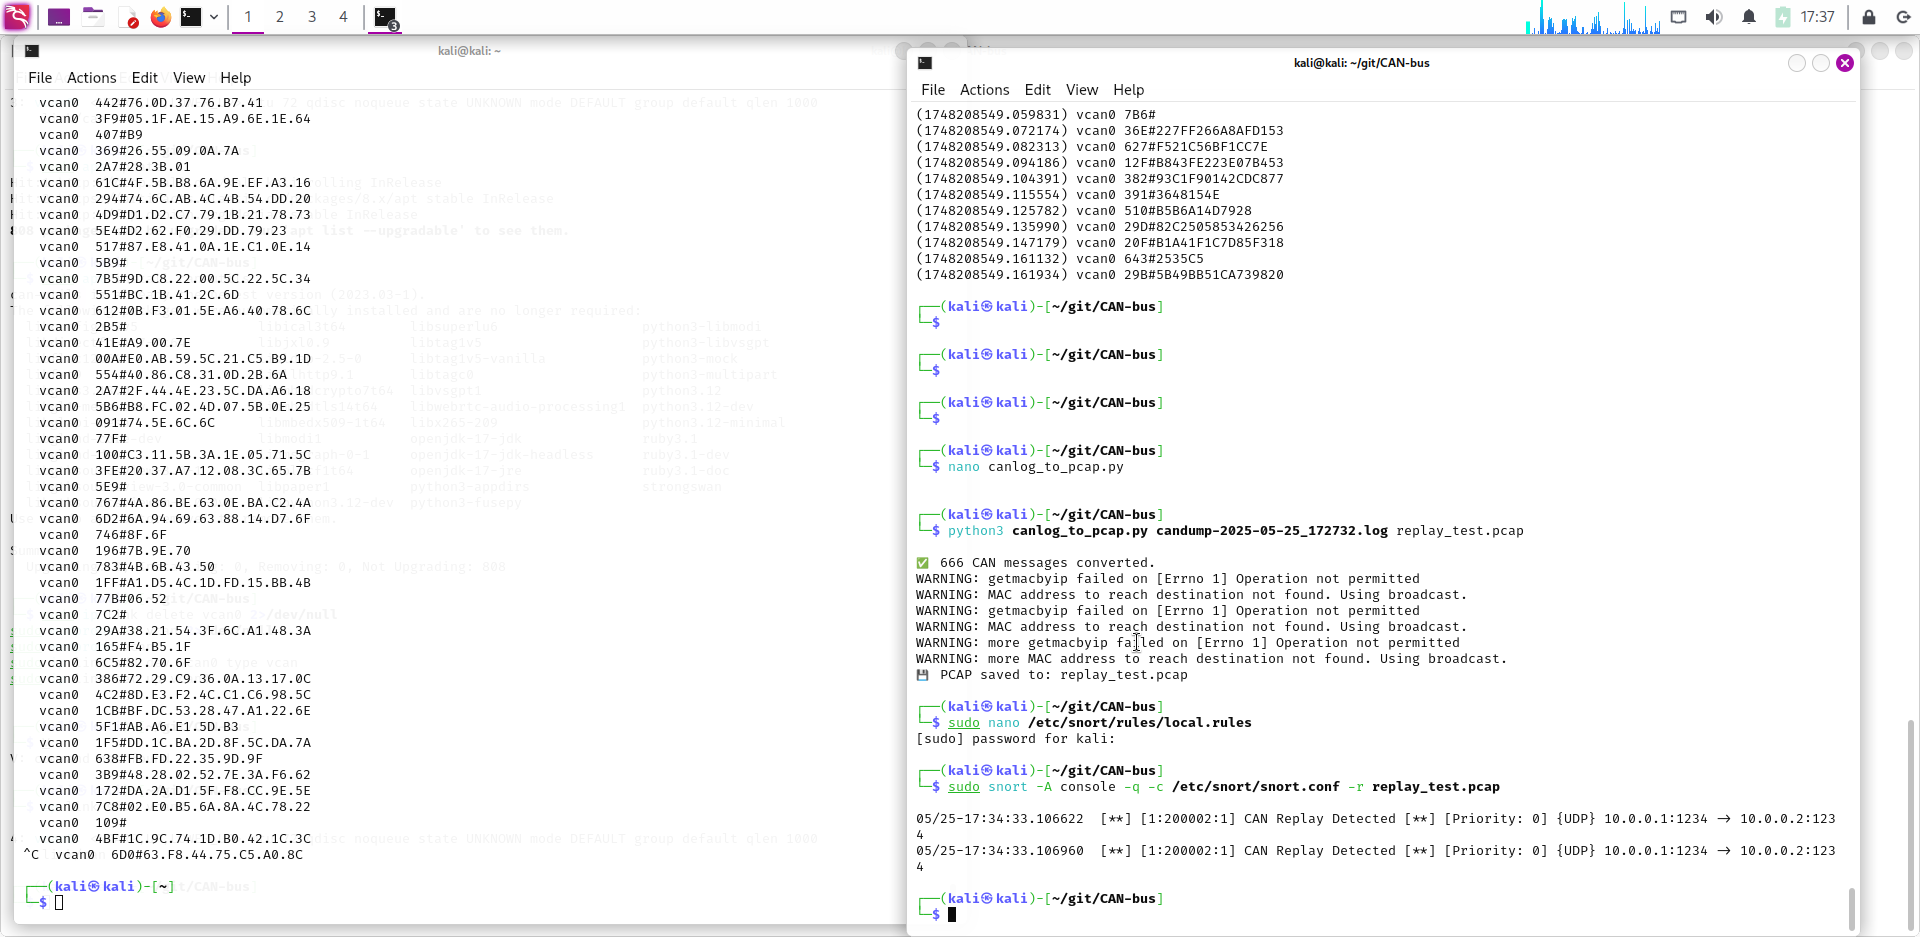 1 2 3 4
17:37
kali@kali: ~
File Actions Edit View Help
vcan0 442#76.0D.37.76.B7.41
vcan0 3F9#05.1F.AE.15.A9.6E.1E.64
vcan0 407#B9
vcan0 369#26.55.09.0A.7A
vcan0 2A7#28.3B.01
vcan0 61C#4F.5B.B8.6A.9E.EF.A3.16
vcan0 294#74.6C.AB.4C.4B.54.DD.20
vcan0 4D9#D1.D2.C7.79.1B.21.78.73
vcan0 5E4#D2.62.F0.29.DD.79.23
vcan0 517#87.E8.41.0A.1E.C1.0E.14
vcan0 5B9#
vcan0 7B5#9D.C8.22.00.5C.22.5C.34
vcan0 551#BC.1B.41.2C.6D
vcan0 612#0B.F3.01.5E.A6.40.78.6C
vcan0 2B5#
vcan0 41E#A9.00.7E
vcan0 00A#E0.AB.59.5C.21.C5.B9.1D
vcan0 554#40.86.C8.31.0D.2B.6A
vcan0 2A7#2F.44.4E.23.5C.DA.A6.18
vcan0 5B6#B8.FC.02.4D.07.5B.0E.25
vcan0 091#74.5E.6C.6C
vcan0 77F#
vcan0 100#C3.11.5B.3A.1E.05.71.5C
vcan0 3FE#20.37.A7.12.08.3C.65.7B
vcan0 5E9#
vcan0 767#4A.86.BE.63.0E.BA.C2.4A
vcan0 6D2#6A.94.69.63.88.14.D7.6F
vcan0 746#8F.6F
vcan0 196#7B.9E.70
vcan0 783#4B.6B.43.50
vcan0 1FF#A1.D5.4C.1D.FD.15.BB.4B
vcan0 77B#06.52
vcan0 7C2#
vcan0 29A#38.21.54.3F.6C.A1.48.3A
vcan0 165#F4.B5.1F
vcan0 6C5#82.70.6F
vcan0 386#72.29.C9.36.0A.13.17.0C
vcan0 4C2#8D.E3.F2.4C.C1.C6.98.5C
vcan0 1CB#BF.DC.53.28.47.A1.22.6E
vcan0 5F1#AB.A6.E1.5D.B3
vcan0 1F5#DD.1C.BA.2D.8F.5C.DA.7A
vcan0 638#FB.FD.22.35.9D.9F
vcan0 3B9#48.28.02.52.7E.3A.F6.62
vcan0 172#DA.2A.D1.5F.F8.CC.9E.5E
vcan0 7C8#02.E0.B5.6A.8A.4C.78.22
vcan0 109#
vcan0 4BF#1C.9C.74.1D.B0.42.1C.3C
^C vcan0 6D0#63.F8.44.75.C5.A0.8C
┌──(kali㉿kali)-[~]
└─$
kali@kali: ~/git/CAN-bus
File Actions Edit View Help
(1748208549.059831) vcan0 7B6#
(1748208549.072174) vcan0 36E#227FF266A8AFD153
(1748208549.082313) vcan0 627#F521C56BF1CC7E
(1748208549.094186) vcan0 12F#B843FE223E07B453
(1748208549.104391) vcan0 382#93C1F90142CDC877
(1748208549.115554) vcan0 391#3648154E
(1748208549.125782) vcan0 510#B5B6A14D7928
(1748208549.135990) vcan0 29D#82C2505853426256
(1748208549.147179) vcan0 20F#B1A41F1C7D85F318
(1748208549.161132) vcan0 643#2535C5
(1748208549.161934) vcan0 29B#5B49BB51CA739820
┌──(kali㉿kali)-[~/git/CAN-bus]
└─$
┌──(kali㉿kali)-[~/git/CAN-bus]
└─$
┌──(kali㉿kali)-[~/git/CAN-bus]
└─$
┌──(kali㉿kali)-[~/git/CAN-bus]
└─$ nano canlog_to_pcap.py
┌──(kali㉿kali)-[~/git/CAN-bus]
└─$ python3 canlog_to_pcap.py candump-2025-05-25_172732.log replay_test.pcap
✅ 666 CAN messages converted.
WARNING: getmacbyip failed on [Errno 1] Operation not permitted
WARNING: MAC address to reach destination not found. Using broadcast.
WARNING: getmacbyip failed on [Errno 1] Operation not permitted
WARNING: MAC address to reach destination not found. Using broadcast.
WARNING: more getmacbyip failed on [Errno 1] Operation not permitted
WARNING: more MAC address to reach destination not found. Using broadcast.
💾 PCAP saved to: replay_test.pcap
┌──(kali㉿kali)-[~/git/CAN-bus]
└─$ sudo nano /etc/snort/rules/local.rules
[sudo] password for kali:
┌──(kali㉿kali)-[~/git/CAN-bus]
└─$ sudo snort -A console -q -c /etc/snort/snort.conf -r replay_test.pcap
05/25-17:34:33.106622 [**] [1:200002:1] CAN Replay Detected [**] [Priority: 0] {UDP} 10.0.0.1:1234 → 10.0.0.2:123
4
05/25-17:34:33.106960 [**] [1:200002:1] CAN Replay Detected [**] [Priority: 0] {UDP} 10.0.0.1:1234 → 10.0.0.2:123
4
┌──(kali㉿kali)-[~/git/CAN-bus]
└─$